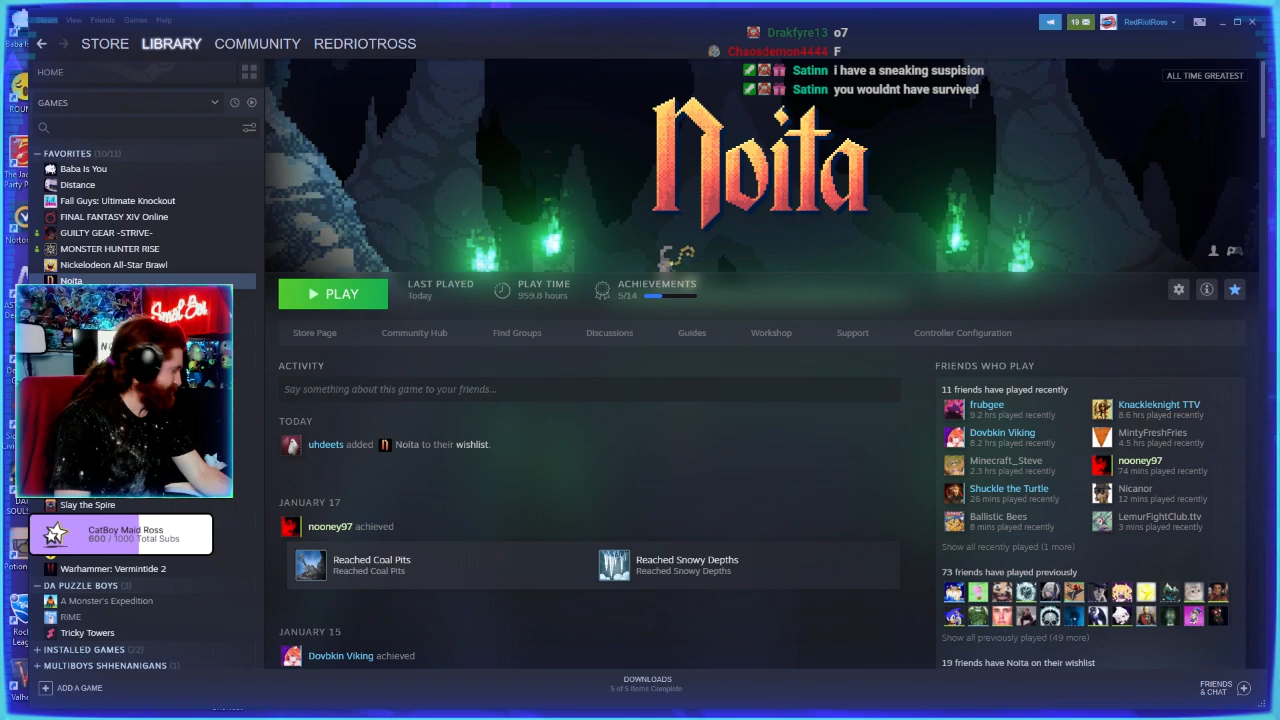 Steam View Friends Games Help
19
RedRiotRoss
STORE LIBRARY COMMUNITY REDRIOTROSS
Drakfyre13 o7
Chaosdemon4444 F
Satinn i have a sneaking suspision
Satinn you wouldnt have survived
HOME
ALL TIME GREATEST
GAMES
Noita
FAVORITES (10/11)
Baba Is You
Distance
Fall Guys: Ultimate Knockout
FINAL FANTASY XIV Online
GUILTY GEAR -STRIVE-
MONSTER HUNTER RISE
Nickelodeon All-Star Brawl
Noita
PLAY
LAST PLAYED
Today
PLAY TIME
959.8 hours
ACHIEVEMENTS
5/14
Store Page Community Hub Find Groups Discussions Guides Workshop Support Controller Configuration
ACTIVITY
Say something about this game to your friends...
TODAY
uhdeets added Noita to their wishlist.
JANUARY 17
nooney97 achieved
Reached Coal Pits
Reached Coal Pits
Reached Snowy Depths
Reached Snowy Depths
JANUARY 15
Dovbkin Viking achieved
FRIENDS WHO PLAY
11 friends have played recently
frubgee
9.2 hrs played recently
Knackleknight TTV
8.6 hrs played recently
Dovbkin Viking
8.2 hrs played recently
MintyFreshFries
4.5 hrs played recently
Minecraft_Steve
2.3 hrs played recently
nooney97
74 mins played recently
Shuckle the Turtle
26 mins played recently
Nicanor
12 mins played recently
Ballistic Bees
8 mins played recently
LemurFightClub.ttv
3 mins played recently
Show all recently played (1 more)
73 friends have played previously
Show all previously played (49 more)
19 friends have Noita on their wishlist
Slay the Spire
CatBoy Maid Ross
600 / 1000 Total Subs
Warhammer: Vermintide 2
DA PUZZLE BOYS (3)
A Monster's Expedition
RIME
Tricky Towers
INSTALLED GAMES (22)
MULTIBOYS SHHENANIGANS (1)
ADD A GAME
DOWNLOADS
5 of 5 Items Complete
FRIENDS
& CHAT